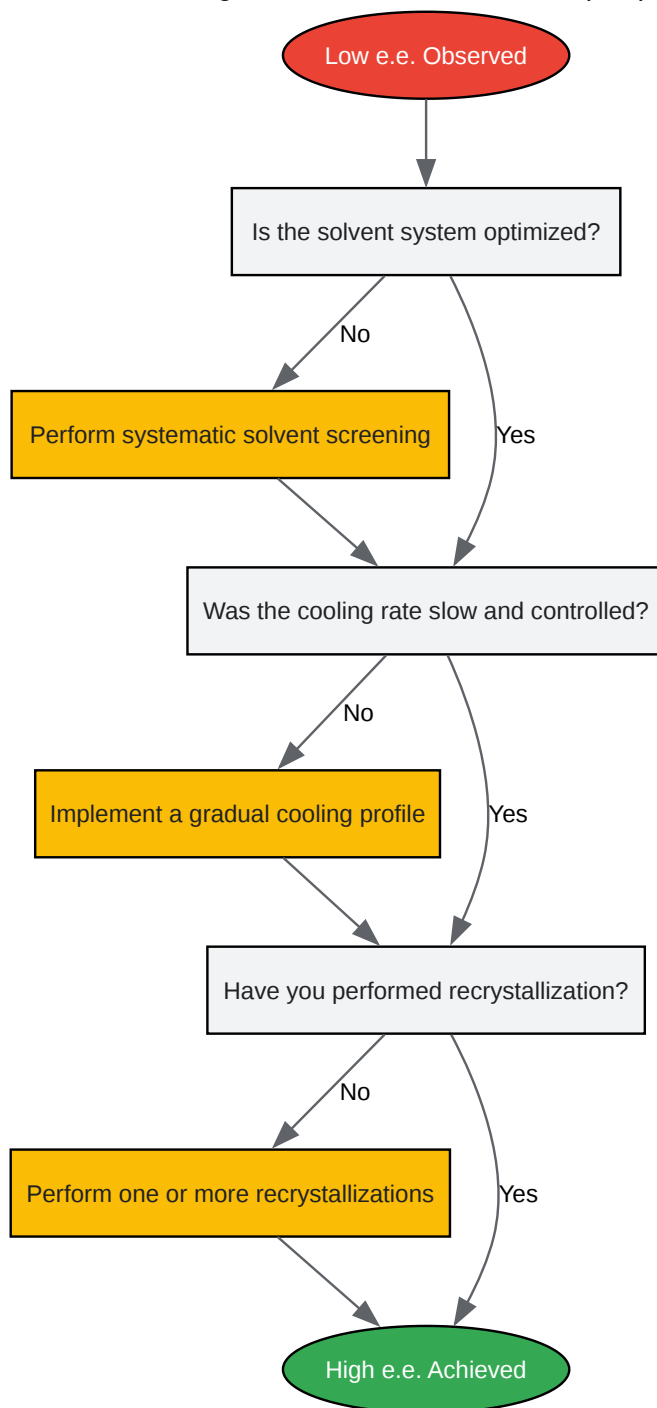 Low e.e. Observed
Is the solvent system optimized?
No
Perform systematic solvent screening
Yes
Was the cooling rate slow and controlled?
No
Implement a gradual cooling profile
Yes
Have you performed recrystallization?
No
Perform one or more recrystallizations
Yes
High e.e. Achieved